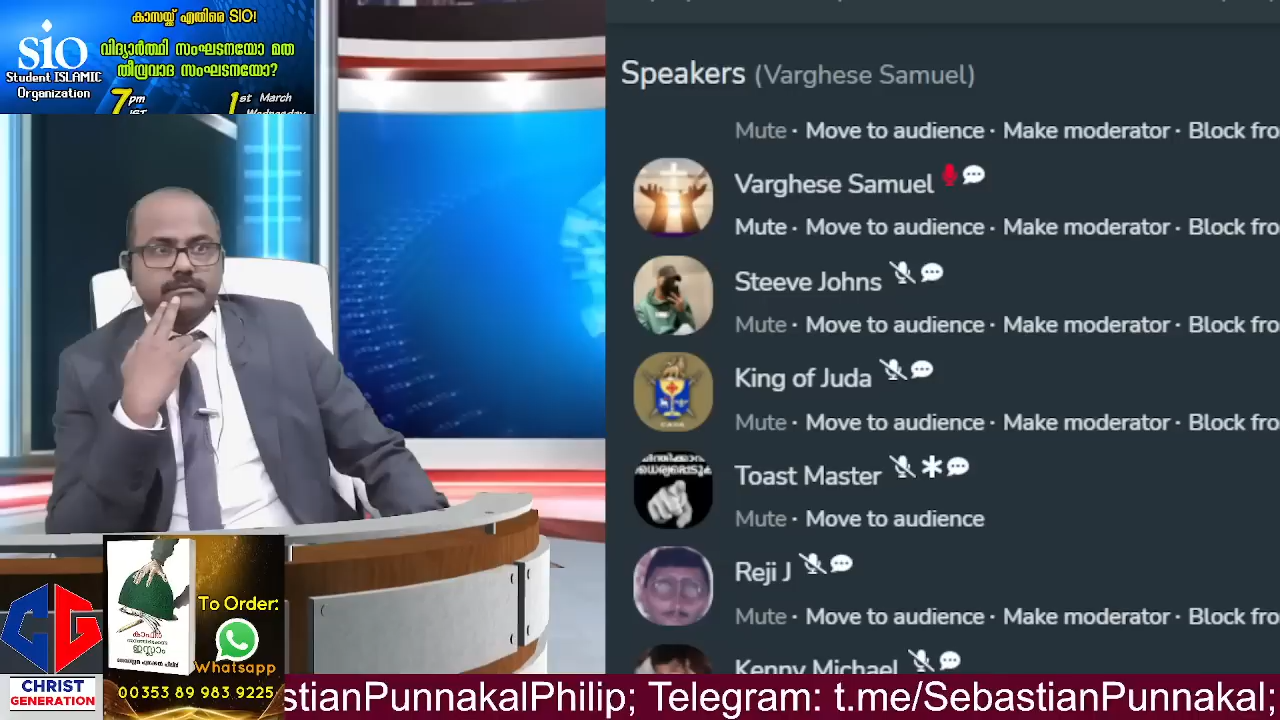 കാസയ്ക്ക് എതിരെ SIO!
SIO
വിദ്യാർത്ഥി സംഘടനയോ മത
തീവ്രവാദ സംഘടനയോ?
Student ISLAMIC
Organization
7pm
IST
1st March
Wednesday
Speakers (Varghese Samuel)
Mute · Move to audience · Make moderator · Block fro
Varghese Samuel
Mute · Move to audience · Make moderator · Block fro
Steeve Johns
Mute · Move to audience · Make moderator · Block fro
King of Juda
Mute · Move to audience · Make moderator · Block fro
Toast Master
Mute · Move to audience
Reji J
Mute · Move to audience · Make moderator · Block fro
Kenny Michael
CG
CHRIST
GENERATION
ഇസ്ലാം
To Order:
Whatsapp
00353 89 983 9225
stianPunnakalPhilip; Telegram: t.me/SebastianPunnakal;